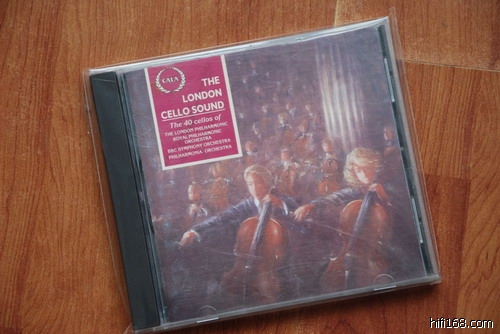 CALA
THE
LONDON
CELLO SOUND
The 40 cellos of
THE LONDON PHILHARMONIC
ROYAL PHILHARMONIC
ORCHESTRA
BBC SYMPHONY ORCHESTRA
PHILHARMONIA ORCHESTRA
hifi168.com